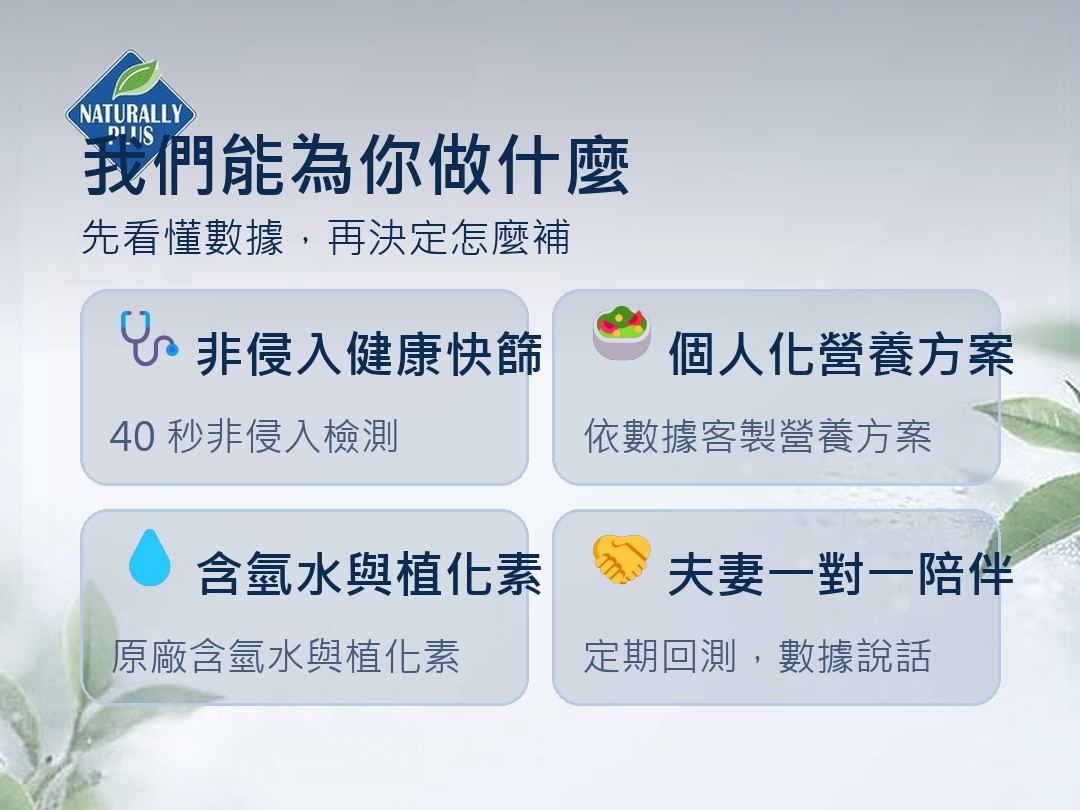 NATURALLY
PLUS
我們能為你做什麼
先看懂數據，再決定怎麼補
非侵入健康快篩
40 秒非侵入檢測
個人化營養方案
依數據客製營養方案
含氫水與植化素
原廠含氫水與植化素
夫妻一對一陪伴
定期回測，數據說話